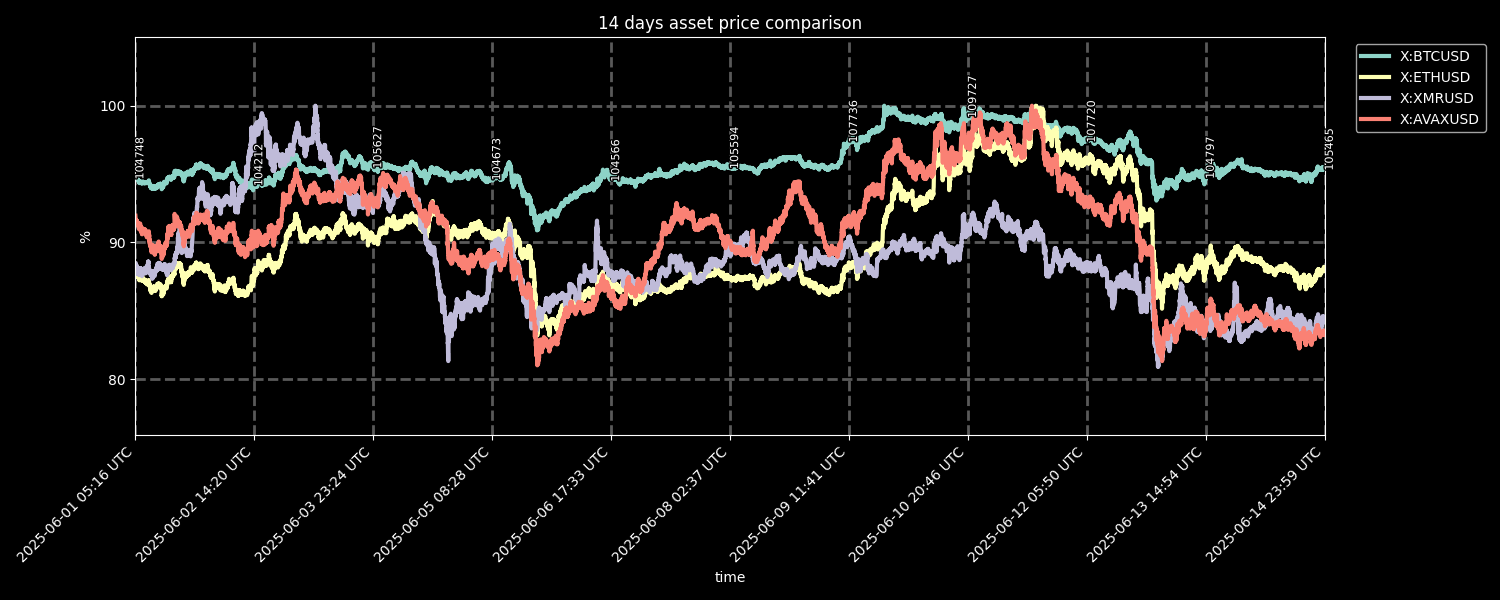 14 days asset price comparison
X:BTCUSD
X:ETHUSD
X:XMRUSD
X:AVAXUSD
100
90
80
%
104748
104212
105627
104673
104566
105594
107736
109727
107720
104797
105465
2025-06-01 05:16 UTC
2025-06-02 14:20 UTC
2025-06-03 23:24 UTC
2025-06-05 08:28 UTC
2025-06-06 17:33 UTC
2025-06-08 02:37 UTC
2025-06-09 11:41 UTC
2025-06-10 20:46 UTC
2025-06-12 05:50 UTC
2025-06-13 14:54 UTC
2025-06-14 23:59 UTC
time